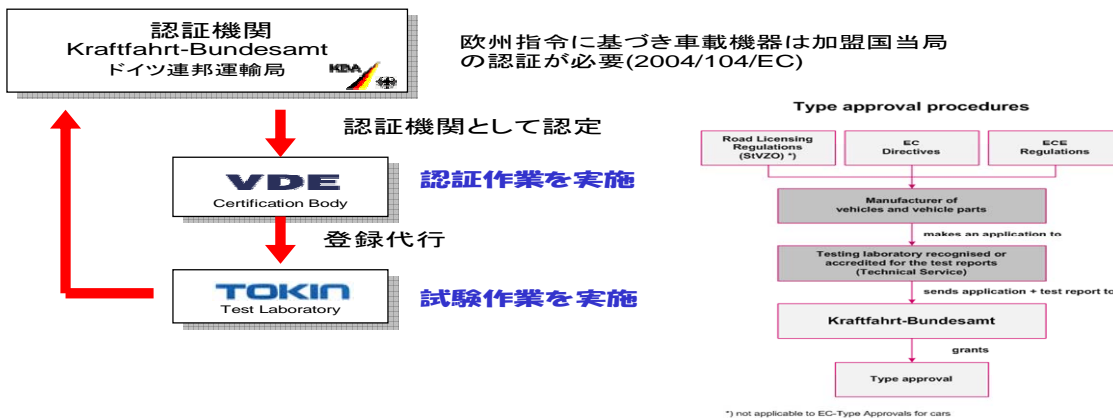 認証機関
Kraftfahrt-Bundesamt
ドイツ連邦運輸局
KBA
欧州指令に基づき車載機器は加盟国当局
の認証が必要(2004/104/EC)
認証機関として認定
VDE
Certification Body
認証作業を実施
登録代行
TOKIN
Test Laboratory
試験作業を実施
Type approval procedures
Road Licensing
Regulations
(StVZO) *)
EC
Directives
ECE
Regulations
Manufacturer of
vehicles and vehicle parts
makes an application to
Testing laboratory recognised or
accredited for the test reports
(Technical Service)
sends application + test report to
Kraftfahrt-Bundesamt
grants
Type approval
*) not applicable to EC-Type Approvals for cars